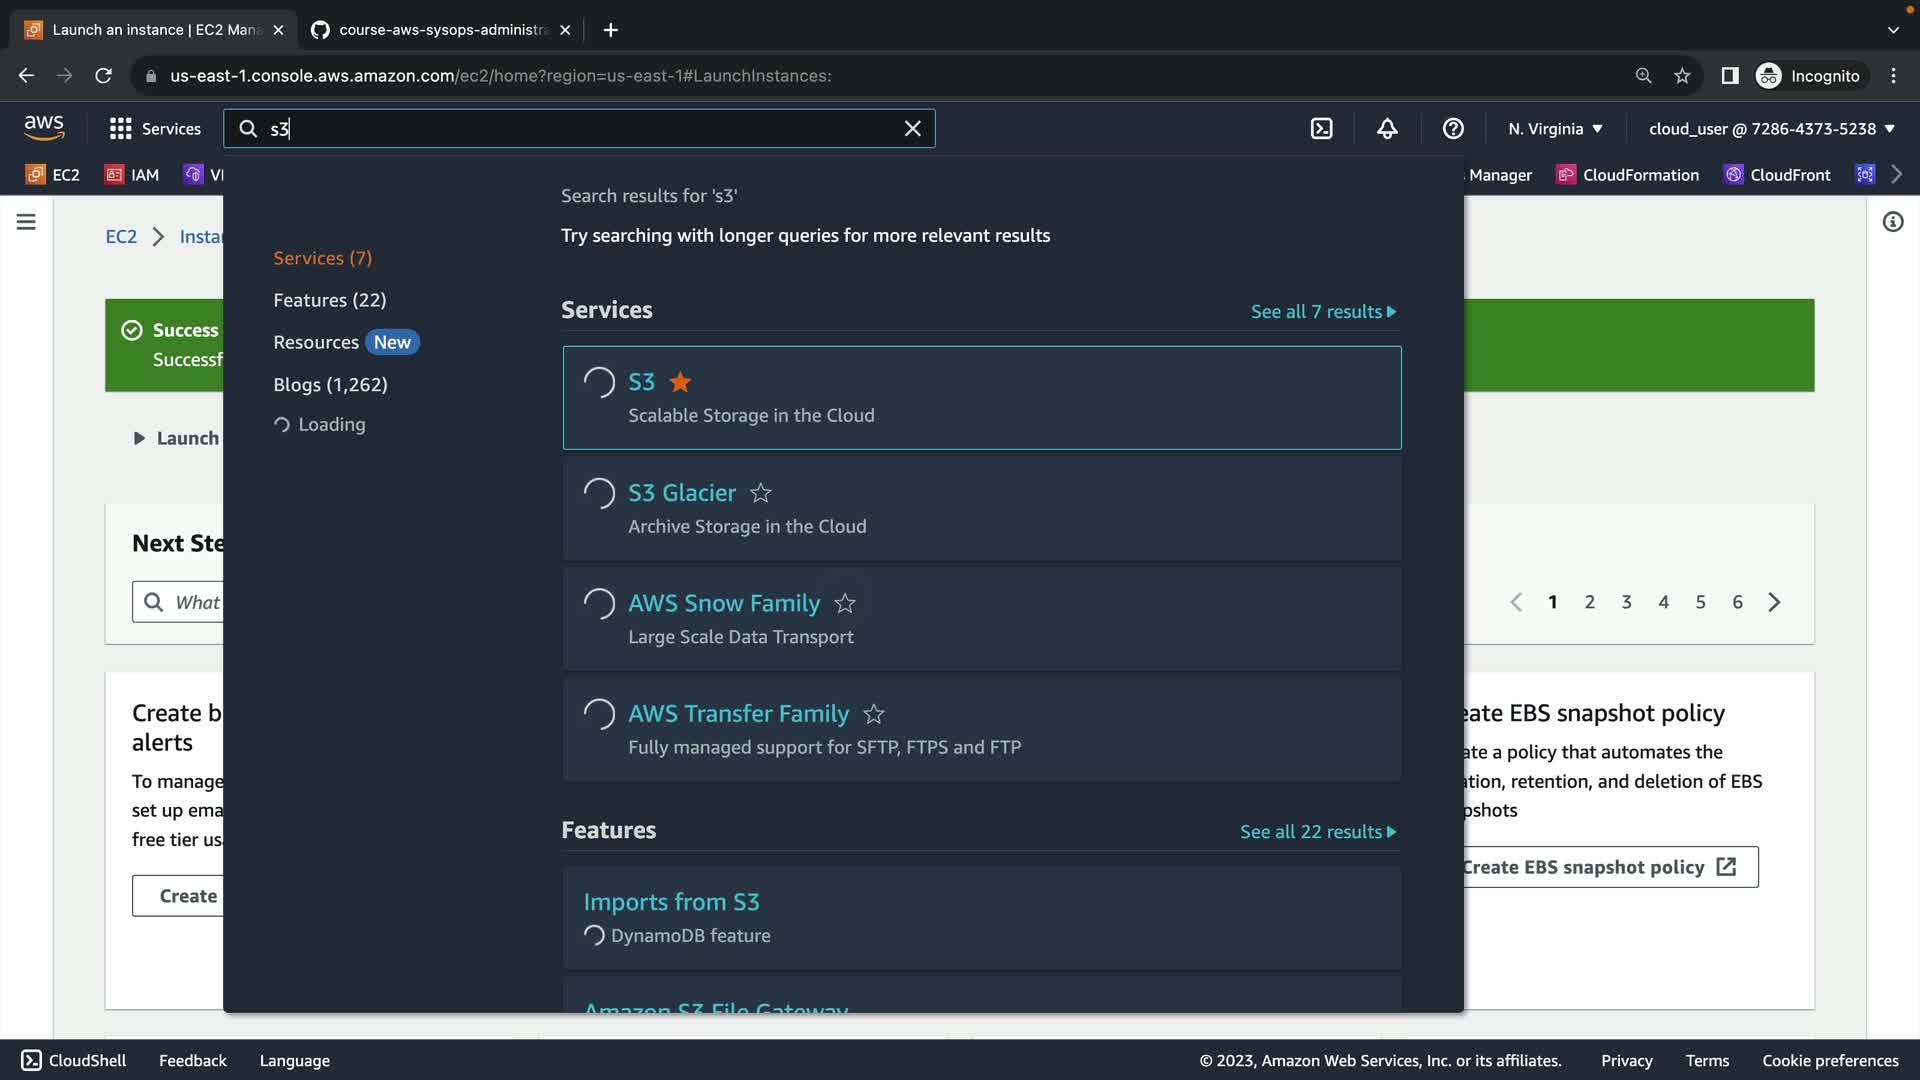 Launch an instance | EC2 Mana
course-aws-sysops-administra
us-east-1.console.aws.amazon.com/ec2/home?region=us-east-1#LaunchInstances:
Incognito
aws
Services
s3
N. Virginia
cloud_user @ 7286-4373-5238
EC2
IAM
Manager
CloudFormation
CloudFront
EC2
Success
Launch
Next Ste
What
Create b
alerts
To manage
set up ema
free tier us
Create
Search results for 's3'
Try searching with longer queries for more relevant results
Services (7)
Features (22)
Resources New
Blogs (1,262)
Loading
Services
See all 7 results
S3
Scalable Storage in the Cloud
S3 Glacier
Archive Storage in the Cloud
AWS Snow Family
Large Scale Data Transport
AWS Transfer Family
Fully managed support for SFTP, FTPS and FTP
Features
See all 22 results
Imports from S3
DynamoDB feature
Amazon S3 File Gateway
1 2 3 4 5 6
eate EBS snapshot policy
ate a policy that automates the
ation, retention, and deletion of EBS
pshots
Create EBS snapshot policy
CloudShell
Feedback
Language
© 2023, Amazon Web Services, Inc. or its affiliates.
Privacy
Terms
Cookie preferences